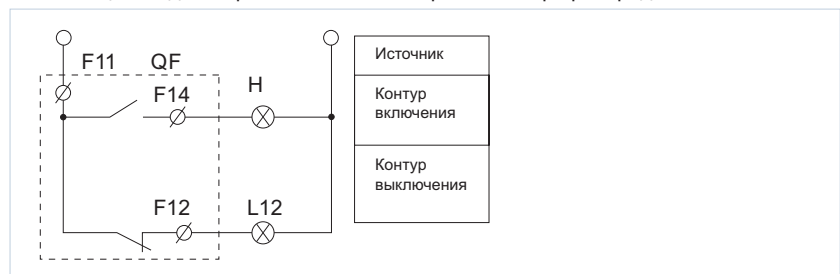 F11 QF
F14
H
F12
L12
Источник
Контур
включения
Контур
выключения